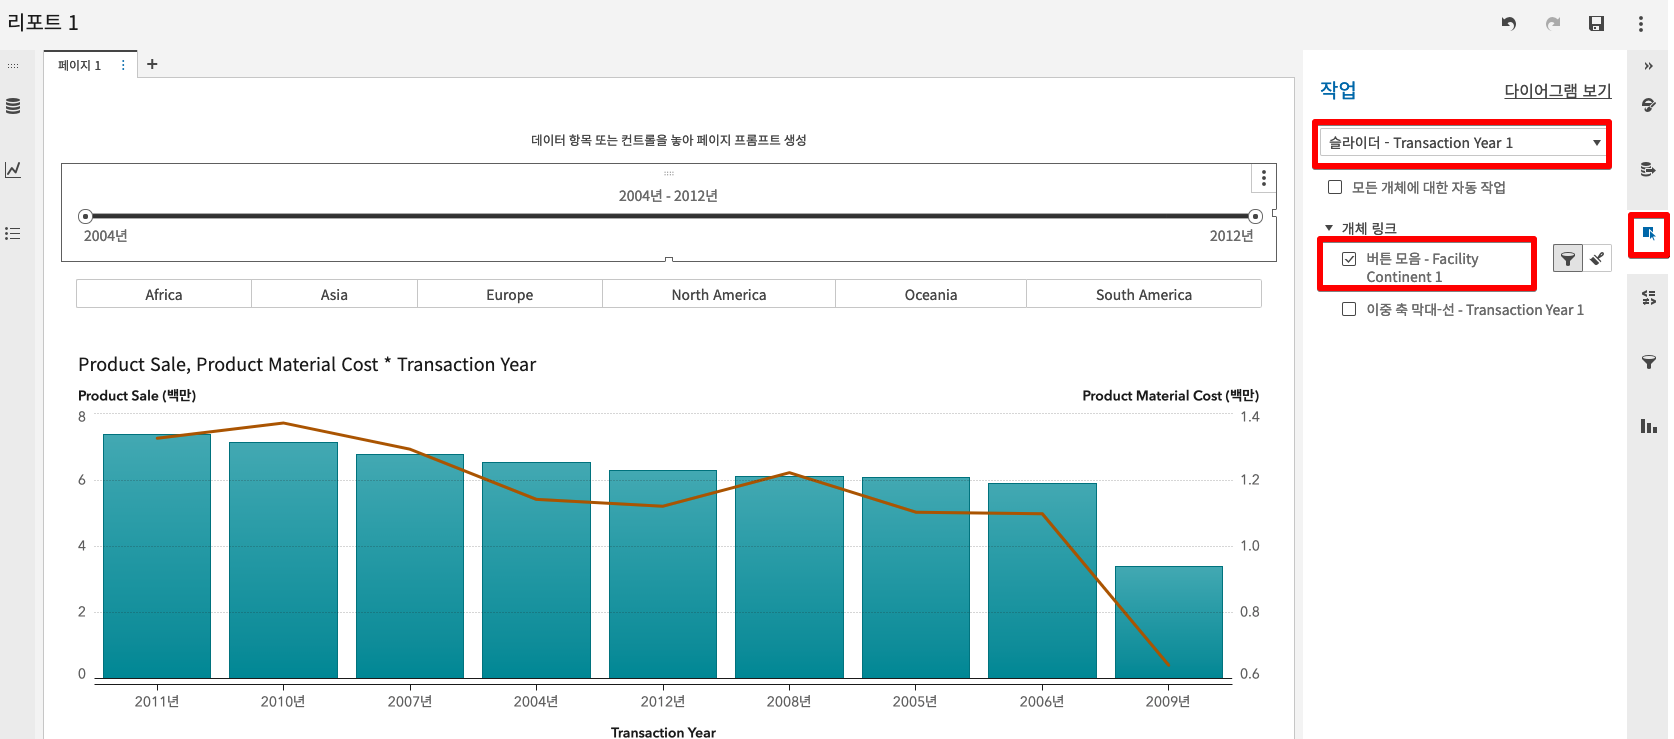 리포트 1
페이지 1
데이터 항목 또는 컨트롤을 놓아 페이지 프롬프트 생성
2004년 - 2012년
2004년 2012년
Africa Asia Europe North America Oceania South America
Product Sale, Product Material Cost * Transaction Year
Product Sale (백만) Product Material Cost (백만)
8 1.4
6 1.2
4 1.0
2 0.8
0 0.6
2011년 2010년 2007년 2004년 2012년 2008년 2005년 2006년 2009년
Transaction Year
작업 다이어그램 보기
슬라이더 - Transaction Year 1
모든 개체에 대한 자동 작업
개체 링크
버튼 모음 - Facility
Continent 1
이중 축 막대-선 - Transaction Year 1